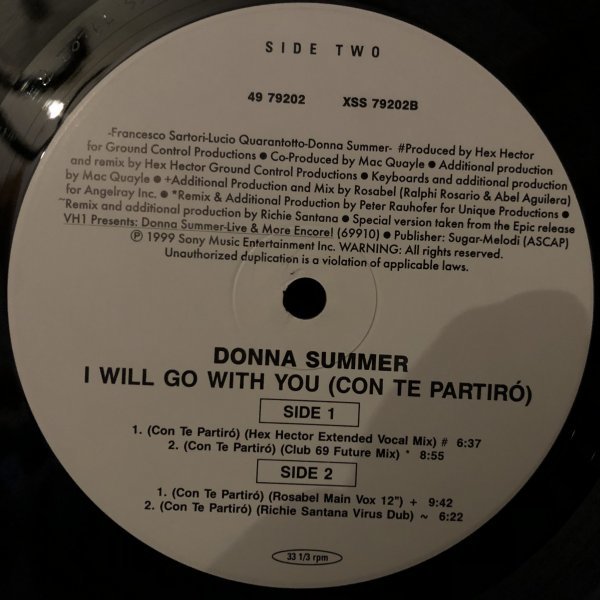 SIDE TWO
49 79202 XSS 79202B
-Francesco Sartori-Lucio Quarantotto-Donna Summer- #Produced by Hex Hector
for Ground Control Productions ● Co-Produced by Mac Quayle ● Additional production
and remix by Hex Hector Ground Control Productions ● Keyboards and additional production
by Mac Quayle ● +Additional Production and Mix by Rosabel (Ralphi Rosario & Abel Aguilera)
for Angelray Inc. ● *Remix & Additional Production by Peter Rauhofer for Unique Productions ●
~Remix and additional production by Richie Santana ● Special version taken from the Epic release
VH1 Presents: Donna Summer-Live & More Encore! (69910) ● Publisher: Sugar-Melodi (ASCAP)
℗ 1999 Sony Music Entertainment Inc. WARNING: All rights reserved.
Unauthorized duplication is a violation of applicable laws.
DONNA SUMMER
I WILL GO WITH YOU (CON TE PARTIRÓ)
SIDE 1
1. (Con Te Partiró) (Hex Hector Extended Vocal Mix) # 6:37
2. (Con Te Partiró) (Club 69 Future Mix) * 8:55
SIDE 2
1. (Con Te Partiró) (Rosabel Main Vox 12") + 9:42
2. (Con Te Partiró) (Richie Santana Virus Dub) ~ 6:22
33 1/3 rpm